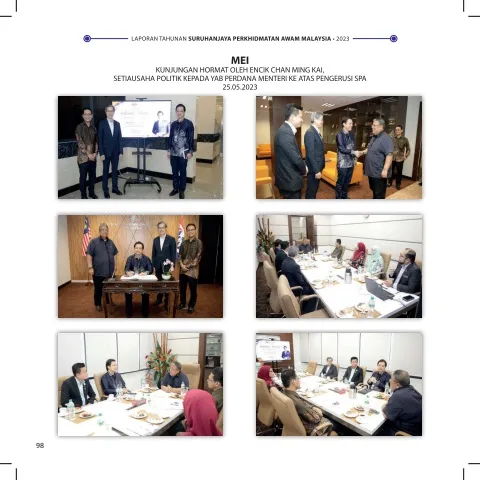 LAPORAN TAHUNAN SURUHANJAYA PERKHIDMATAN AWAM MALAYSIA • 2023
MEI
KUNJUNGAN HORMAT OLEH ENCIK CHAN MING KAI,
SETIAUSAHA POLITIK KEPADA YAB PERDANA MENTERI KE ATAS PENGERUSI SPA
25.05.2023
98